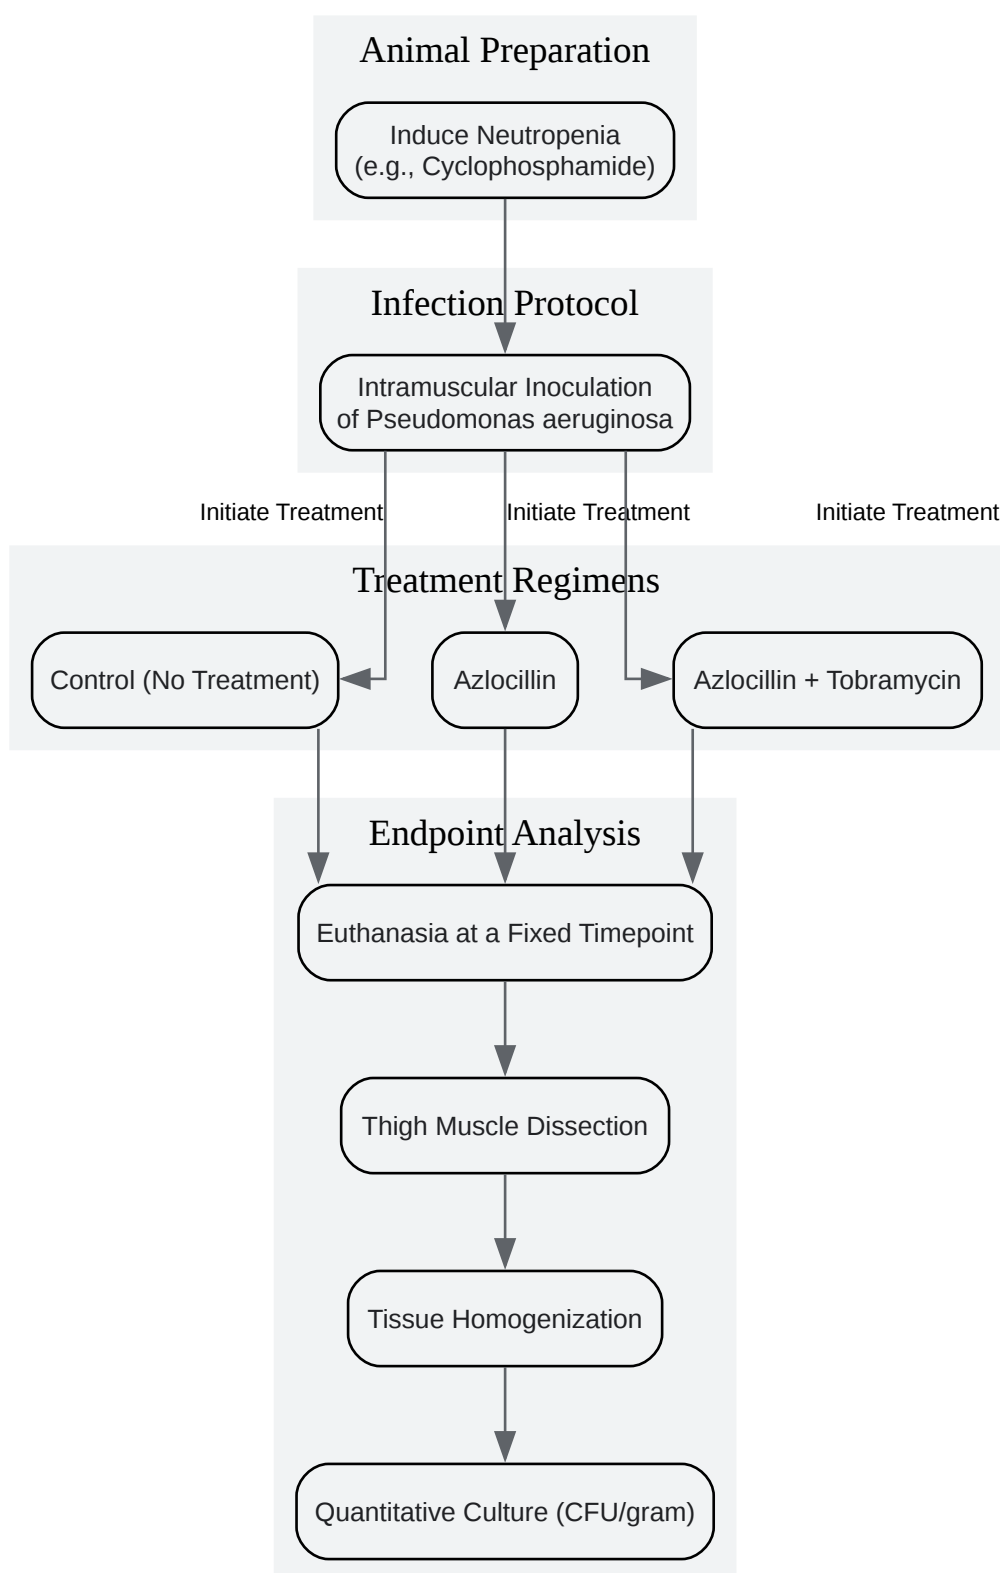 Animal Preparation
Induce Neutropenia
(e.g., Cyclophosphamide)
Infection Protocol
Intramuscular Inoculation
of Pseudomonas aeruginosa
Initiate Treatment
Initiate Treatment
Initiate Treatment
Treatment Regimens
Control (No Treatment)
Azlocillin
Azlocillin + Tobramycin
Endpoint Analysis
Euthanasia at a Fixed Timepoint
Thigh Muscle Dissection
Tissue Homogenization
Quantitative Culture (CFU/gram)